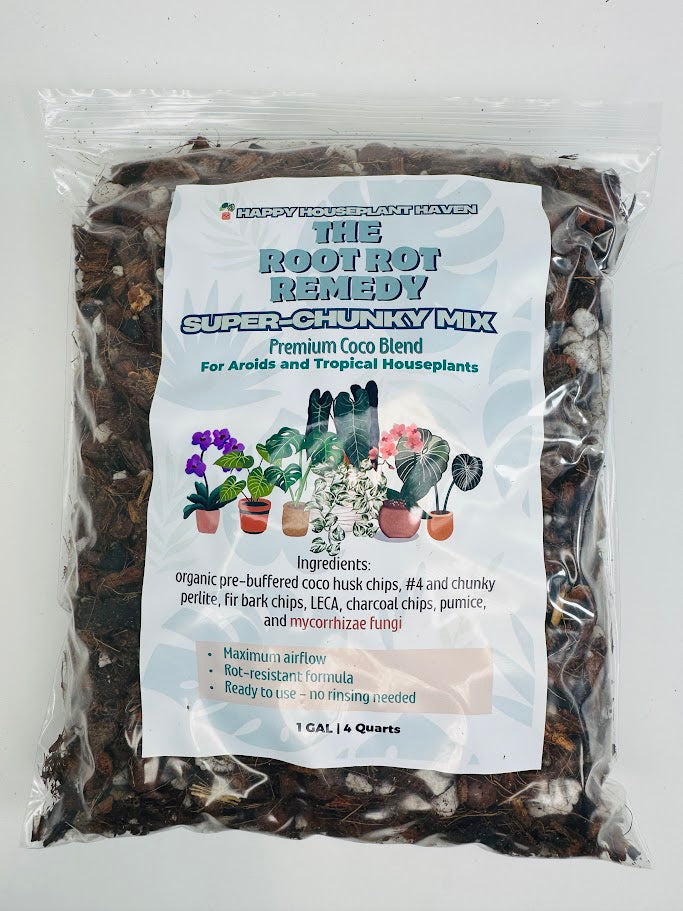 HAPPY HOUSEPLANT HAVEN
THE
ROOT ROT
REMEDY
SUPER-CHUNKY MIX
Premium Coco Blend
For Aroids and Tropical Houseplants
Ingredients:
organic pre-buffered coco husk chips, #4 and chunky
perlite, fir bark chips, LECA, charcoal chips, pumice,
and mycorrhizae fungi
• Maximum airflow
• Rot-resistant formula
• Ready to use - no rinsing needed
1 GAL | 4 Quarts